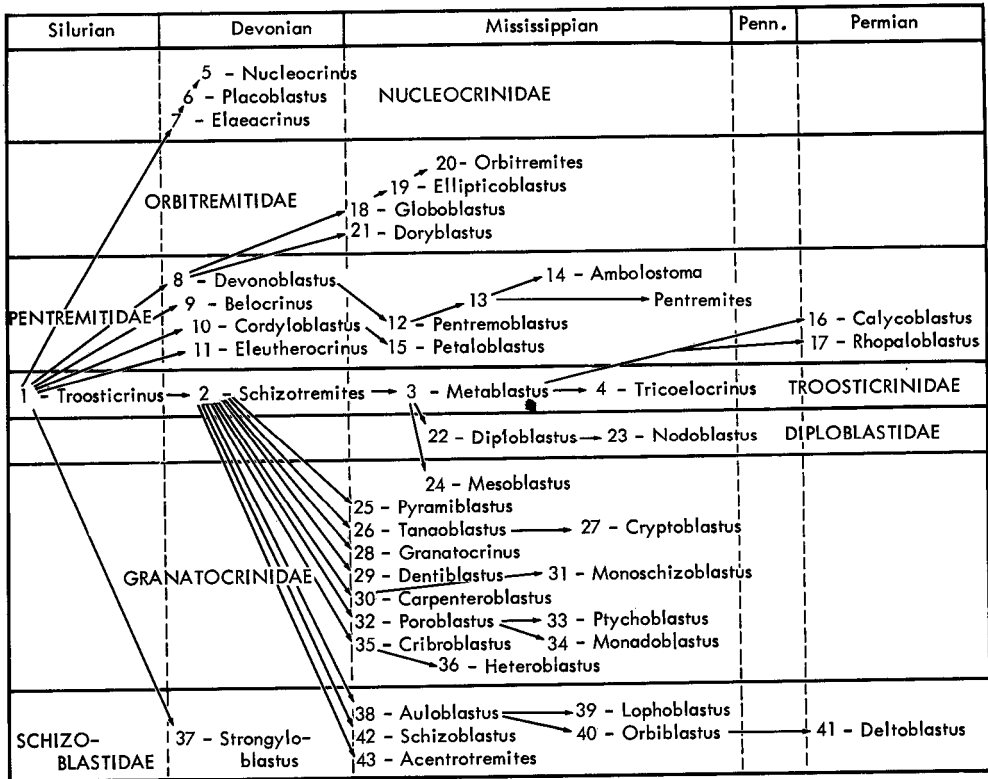 Silurian Devonian Mississippian Penn. Permian
5 - Nucleocrinus
6 - Placoblastus NUCLEOCRINIDAE
7 - Elaeacrinus
20- Orbitremites
19 - Ellipticoblastus
ORBITREMITIDAE 18 - Globoblastus
21 - Doryblastus
8 - Devonoblastus 14 - Ambolostoma
9 - Belocrinus 13 Pentremites
PENTREMITIDAE 10 - Cordyloblastus 12 - Pentremoblastus 16 - Calycoblastus
11 - Eleutherocrinus 15 - Petaloblastus 17 - Rhopaloblastus
1 - Troosticrinus 2 - Schizotremites 3 - Metablastus 4 - Tricoelocrinus TROOSTICRINIDAE
22 - Diploblastus 23 - Nodoblastus DIPLOBLASTIDAE
24 - Mesoblastus
25 - Pyramiblastus
26 - Tanaoblastus 27 - Cryptoblastus
28 - Granatocrinus
GRANATOCRINIDAE 29 - Dentiblastus 31 - Monoschizoblastus
30 - Carpenteroblastus
32 - Poroblastus 33 - Ptychoblastus
35 - Cribroblastus 34 - Monadoblastus
36 - Heteroblastus
38 - Auloblastus 39 - Lophoblastus
SCHIZO- 37 - Strongylo- 42 - Schizoblastus 40 - Orbiblastus 41 - Deltoblastus
BLASTIDAE blastus 43 - Acentrotremites